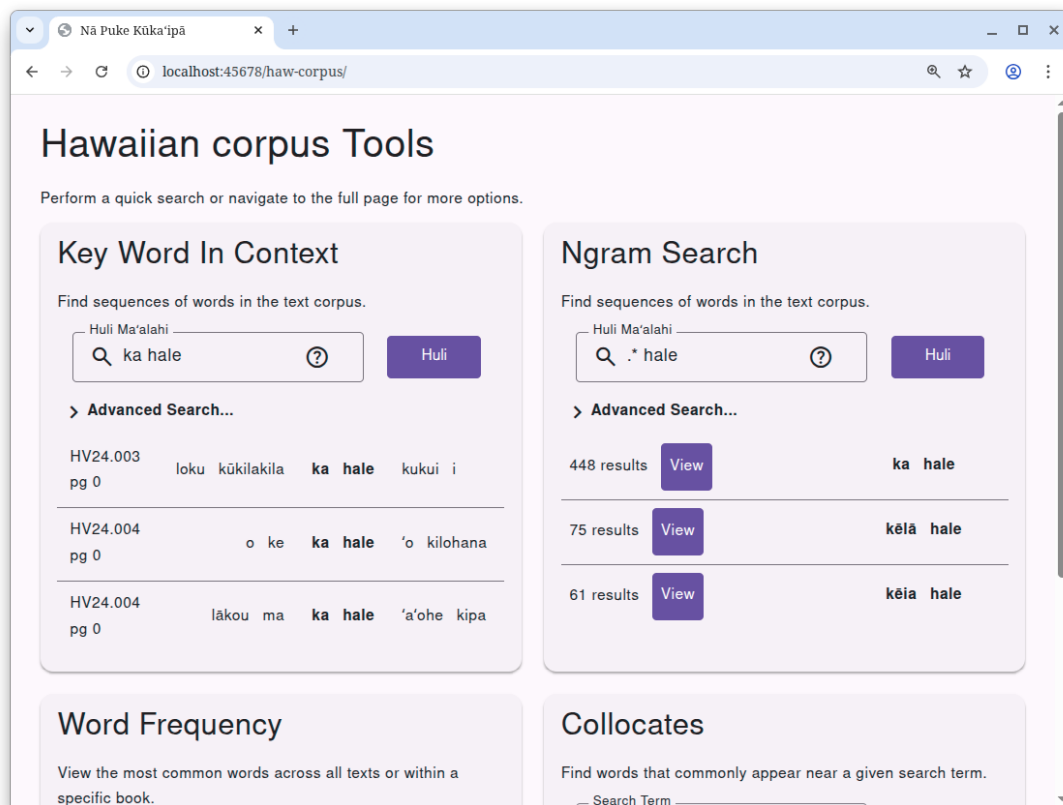 Nā Puke Kūkaʻipā
localhost:45678/haw-corpus/
Hawaiian corpus Tools
Perform a quick search or navigate to the full page for more options.
Key Word In Context
Find sequences of words in the text corpus.
Huli Maʻalahi
ka hale
Huli
Advanced Search...
HV24.003 pg 0 loku kūkilakila ka hale kukui i
HV24.004 pg 0 o ke ka hale ʻo kilohana
HV24.004 pg 0 lākou ma ka hale ʻaʻohe kipa
Ngram Search
Find sequences of words in the text corpus.
Huli Maʻalahi
.* hale
Huli
Advanced Search...
448 results View ka hale
75 results View kēlā hale
61 results View kēia hale
Word Frequency
View the most common words across all texts or within a
specific book.
Collocates
Find words that commonly appear near a given search term.
Search Term